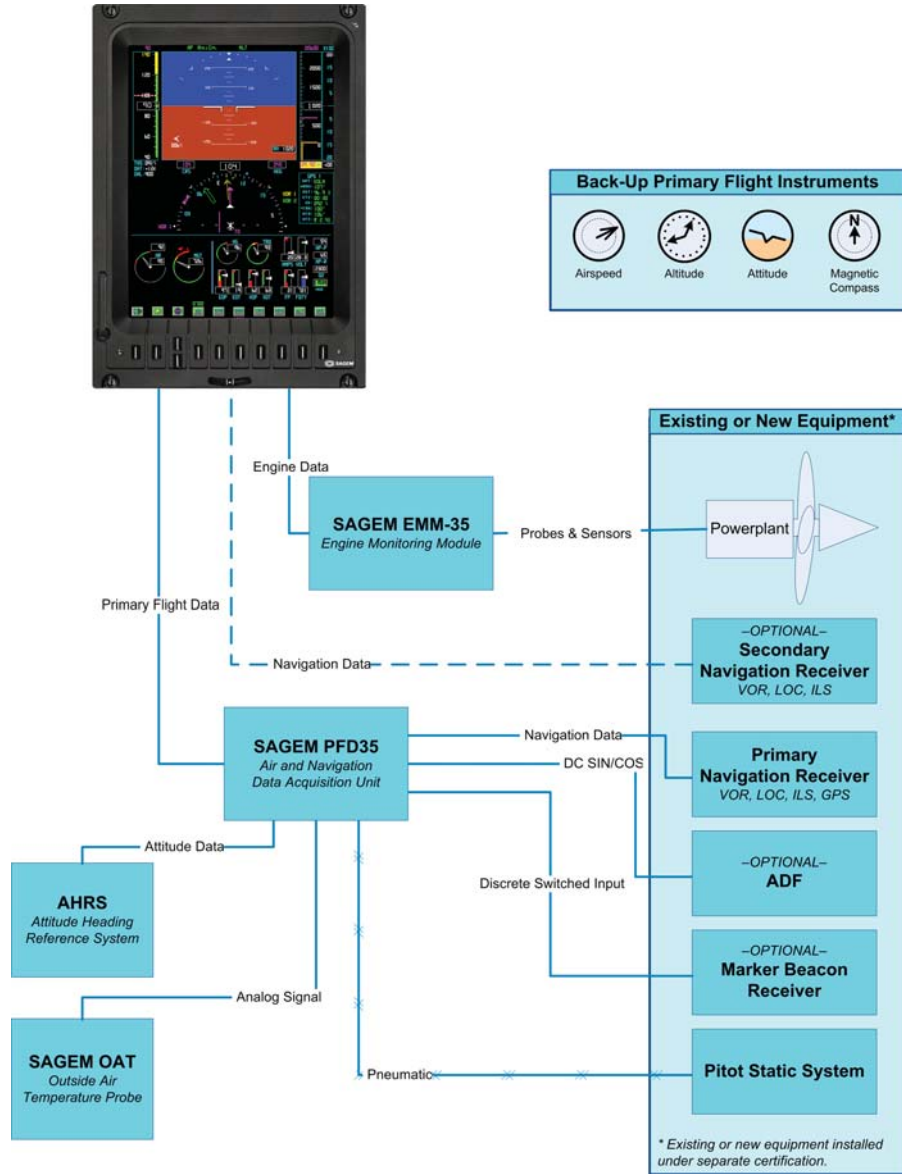 SAGEM
Back-Up Primary Flight Instruments
N
Airspeed
Altitude
Attitude
Magnetic
Compass
Existing or New Equipment*
Engine Data
SAGEM EMM-35
Engine Monitoring Module
Probes & Sensors
Powerplant
Primary Flight Data
–OPTIONAL–
Secondary
Navigation Receiver
VOR, LOC, ILS
Navigation Data
SAGEM PFD35
Air and Navigation
Data Acquisition Unit
Navigation Data
DC SIN/COS
Primary
Navigation Receiver
VOR, LOC, ILS, GPS
Attitude Data
–OPTIONAL–
ADF
Discrete Switched Input
AHRS
Attitude Heading
Reference System
–OPTIONAL–
Marker Beacon
Receiver
Analog Signal
SAGEM OAT
Outside Air
Temperature Probe
Pneumatic
Pitot Static System
* Existing or new equipment installed
under separate certification.